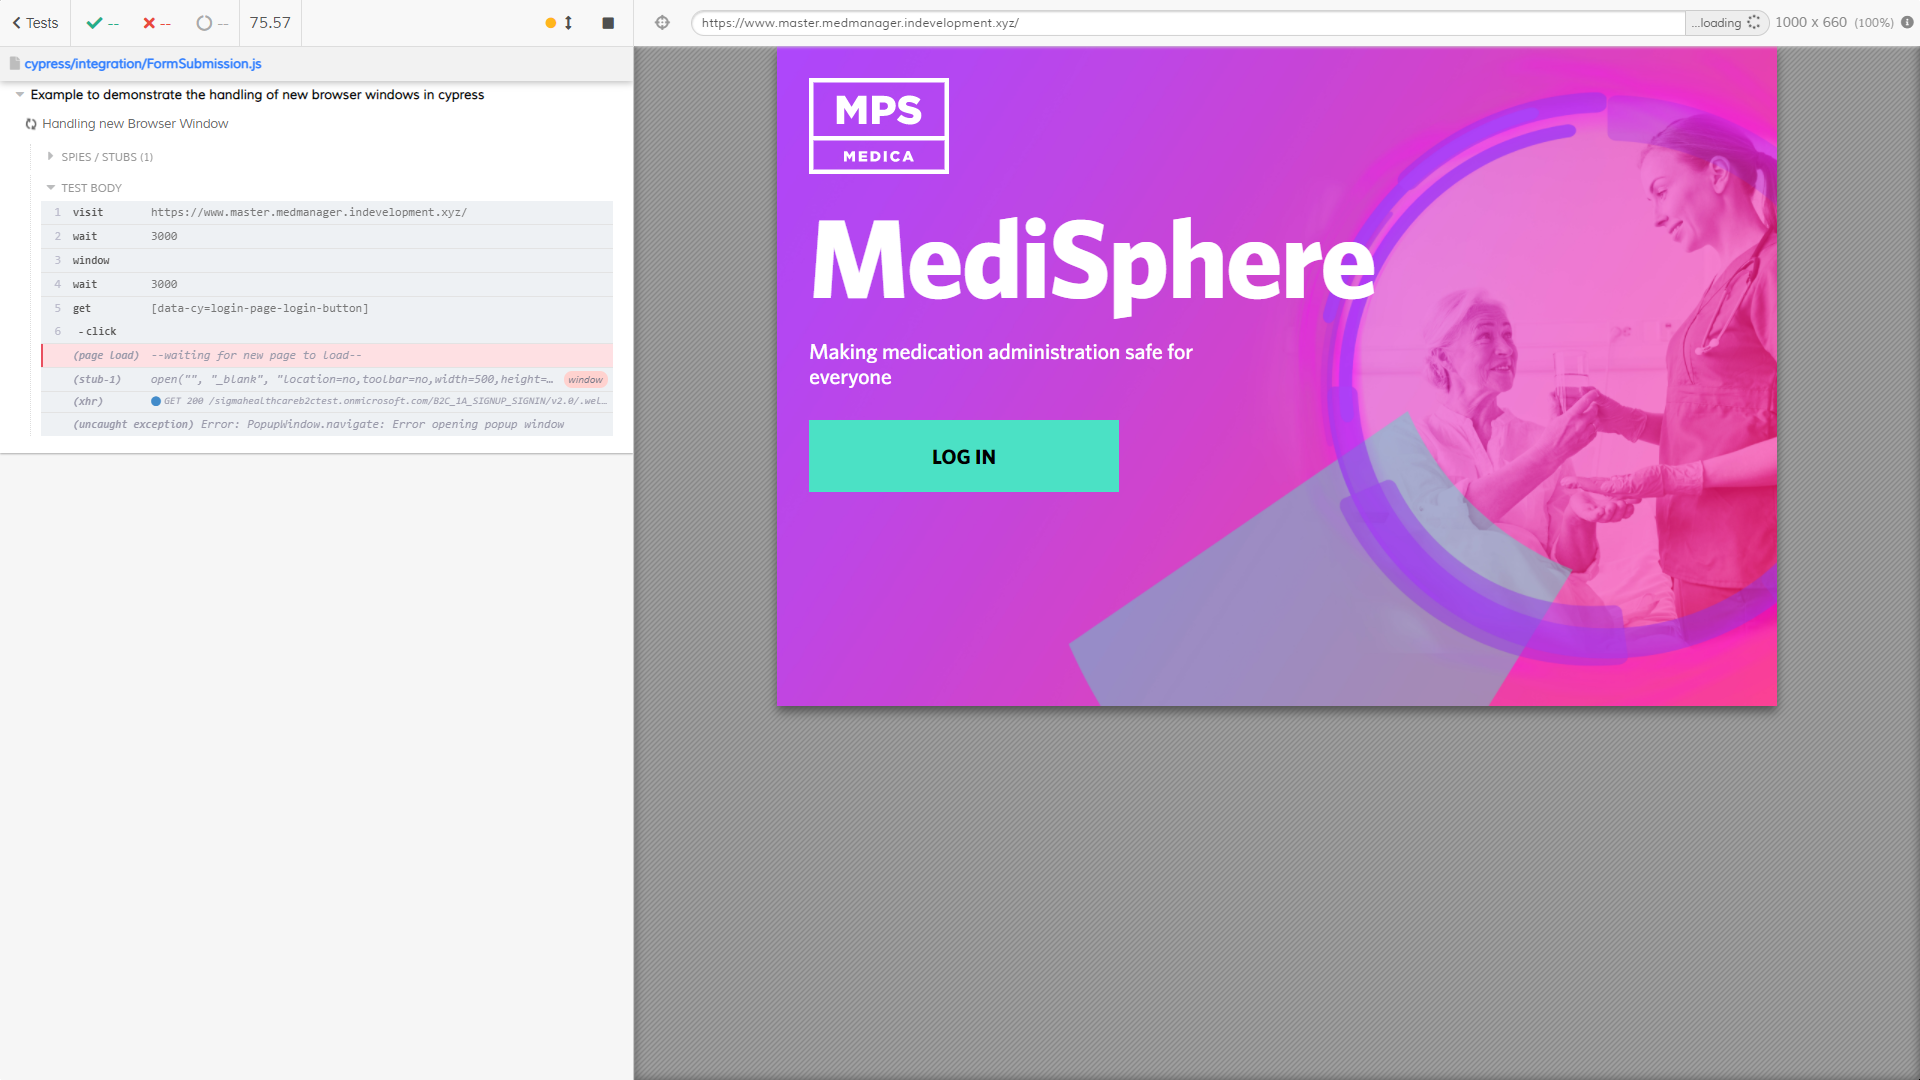 Tests
--
--
--
75.57
https://www.master.medmanager.indevelopment.xyz/
...loading
1000 x 660 (100%)
cypress/integration/FormSubmission.js
Example to demonstrate the handling of new browser windows in cypress
Handling new Browser Window
SPIES / STUBS (1)
TEST BODY
1 visit https://www.master.medmanager.indevelopment.xyz/
2 wait 3000
3 window
4 wait 3000
5 get [data-cy=login-page-login-button]
6 -click
(page load) --waiting for new page to load--
(stub-1) open("", "_blank", "location=no,toolbar=no,width=500,height=… window
(xhr) GET 200 /sigmahealthcareb2ctest.onmicrosoft.com/B2C_1A_SIGNUP_SIGNIN/v2.0/.wel…
(uncaught exception) Error: PopupWindow.navigate: Error opening popup window
MPS
MEDICA
MediSphere
Making medication administration safe for
everyone
LOG IN